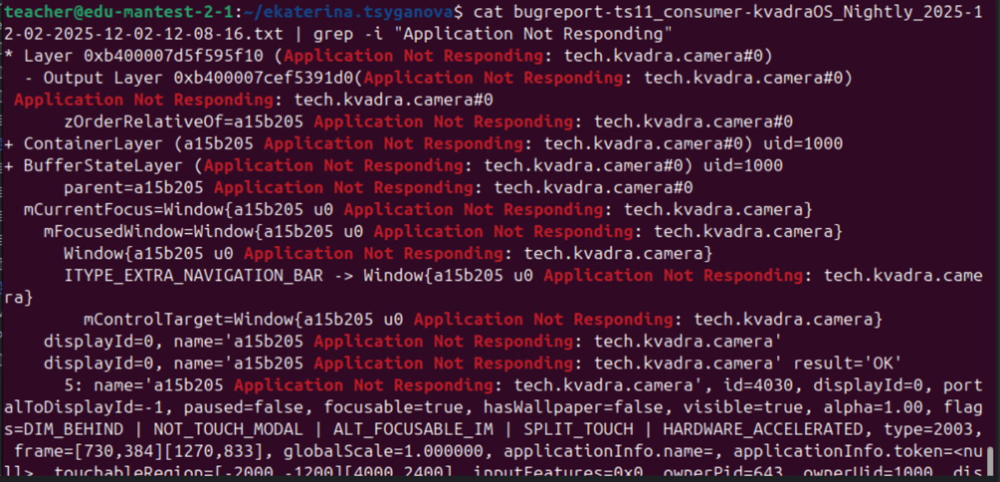 teacher@edu-mantest-2-1:~/ekaterina.tsyganova$ cat bugreport-ts11_consumer-kvadraOS_Nightly_2025-1
2-02-2025-12-02-12-08-16.txt | grep -i "Application Not Responding"
* Layer 0xb400007d5f595f10 (Application Not Responding: tech.kvadra.camera#0)
  - Output Layer 0xb400007cef5391d0(Application Not Responding: tech.kvadra.camera#0)
 Application Not Responding: tech.kvadra.camera#0
      zOrderRelativeOf=a15b205 Application Not Responding: tech.kvadra.camera#0
+ ContainerLayer (a15b205 Application Not Responding: tech.kvadra.camera#0) uid=1000
+ BufferStateLayer (Application Not Responding: tech.kvadra.camera#0) uid=1000
      parent=a15b205 Application Not Responding: tech.kvadra.camera#0
  mCurrentFocus=Window{a15b205 u0 Application Not Responding: tech.kvadra.camera}
    mFocusedWindow=Window{a15b205 u0 Application Not Responding: tech.kvadra.camera}
      Window{a15b205 u0 Application Not Responding: tech.kvadra.camera}
      ITYPE_EXTRA_NAVIGATION_BAR -> Window{a15b205 u0 Application Not Responding: tech.kvadra.came
ra}
        mControlTarget=Window{a15b205 u0 Application Not Responding: tech.kvadra.camera}
    displayId=0, name='a15b205 Application Not Responding: tech.kvadra.camera'
    displayId=0, name='a15b205 Application Not Responding: tech.kvadra.camera' result='OK'
      5: name='a15b205 Application Not Responding: tech.kvadra.camera', id=4030, displayId=0, port
alToDisplayId=-1, paused=false, focusable=true, hasWallpaper=false, visible=true, alpha=1.00, flag
s=DIM_BEHIND | NOT_TOUCH_MODAL | ALT_FOCUSABLE_IM | SPLIT_TOUCH | HARDWARE_ACCELERATED, type=2003,
 frame=[730,384][1270,833], globalScale=1.000000, applicationInfo.name=, applicationInfo.token=<nu
ll>, touchableRegion=[-2000,-1200][4000,2400], inputFeatures=0x0, ownerPid=643, ownerUid=1000, dis